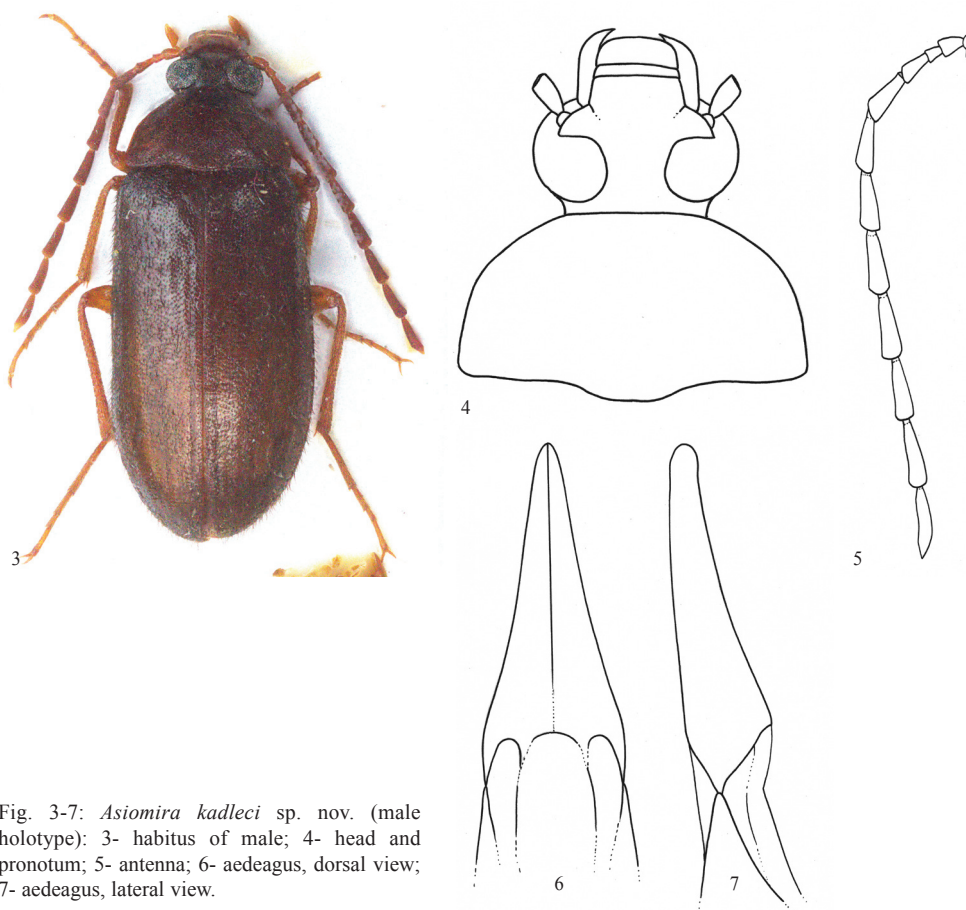 3
4
5
6
7
Fig. 3-7: Asiomira kadleci sp. nov. (male
holotype): 3- habitus of male; 4- head and
pronotum; 5- antenna; 6- aedeagus, dorsal view;
7- aedeagus, lateral view.